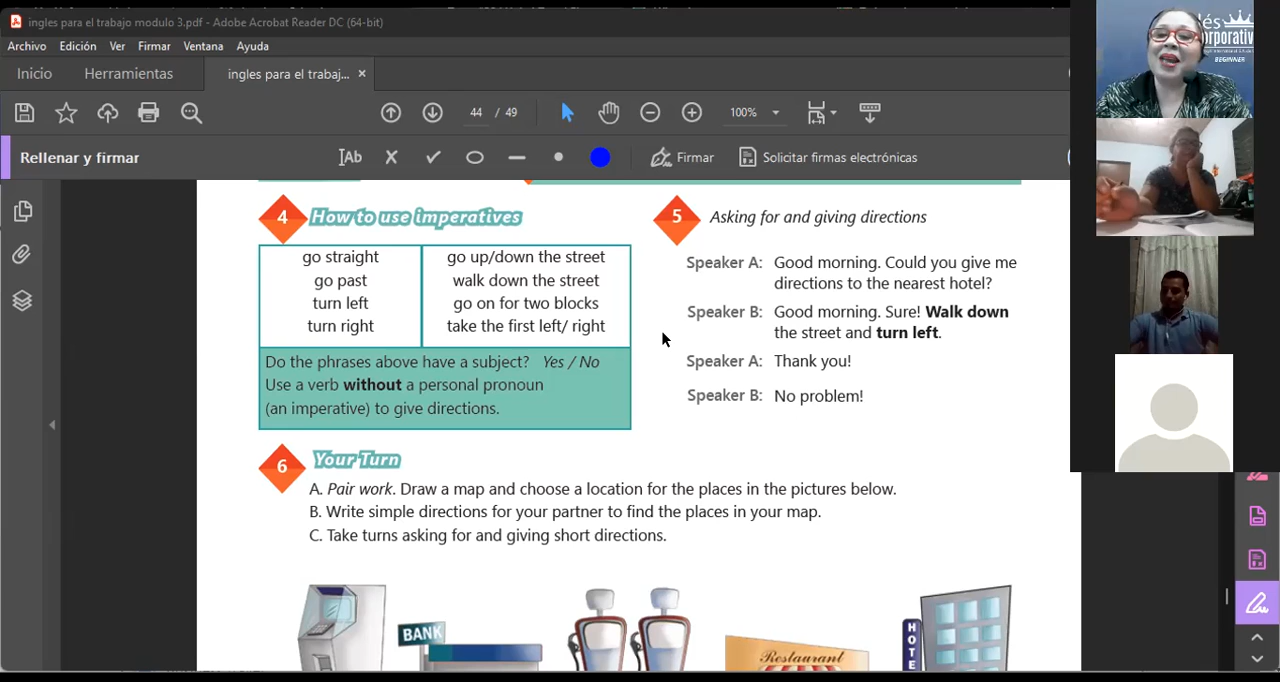 ingles para el trabajo modulo 3.pdf - Adobe Acrobat Reader DC (64-bit)
Archivo Edición Ver Firmar Ventana Ayuda
Inicio Herramientas ingles para el trabaj... ×
44 / 49 100%
Rellenar y firmar Ab Firmar Solicitar firmas electrónicas
4 How to use imperatives
go straight
go past
turn left
turn right
go up/down the street
walk down the street
go on for two blocks
take the first left/ right
Do the phrases above have a subject? Yes / No
Use a verb without a personal pronoun
(an imperative) to give directions.
5 Asking for and giving directions
Speaker A: Good morning. Could you give me
directions to the nearest hotel?
Speaker B: Good morning. Sure! Walk down
the street and turn left.
Speaker A: Thank you!
Speaker B: No problem!
6 Your Turn
A. Pair work. Draw a map and choose a location for the places in the pictures below.
B. Write simple directions for your partner to find the places in your map.
C. Take turns asking for and giving short directions.
BANK
Restaurant
HOTE
lés
orporativ
BEGINNER